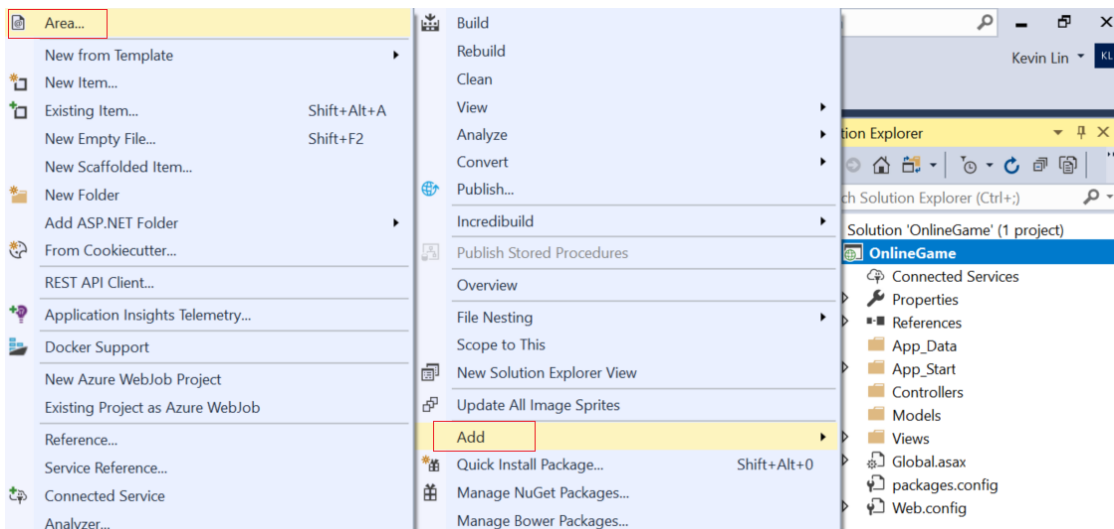 Area...
New from Template
New Item...
Existing Item... Shift+Alt+A
New Empty File... Shift+F2
New Scaffolded Item...
New Folder
Add ASP.NET Folder
From Cookiecutter...
REST API Client...
Application Insights Telemetry...
Docker Support
New Azure WebJob Project
Existing Project as Azure WebJob
Reference...
Service Reference...
Connected Service
Analyzer...
Build
Rebuild
Clean
View
Analyze
Convert
Publish...
Incredibuild
Publish Stored Procedures
Overview
File Nesting
Scope to This
New Solution Explorer View
Update All Image Sprites
Add
Quick Install Package... Shift+Alt+0
Manage NuGet Packages...
Manage Bower Packages...
Kevin Lin KL
tion Explorer
ch Solution Explorer (Ctrl+;)
Solution 'OnlineGame' (1 project)
OnlineGame
Connected Services
Properties
References
App_Data
App_Start
Controllers
Models
Views
Global.asax
packages.config
Web.config